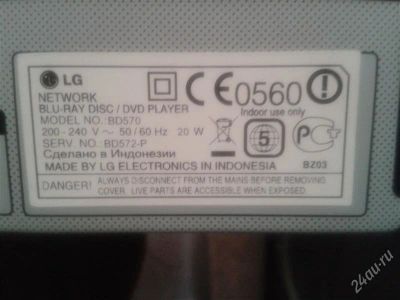 LG
NETWORK
BLU-RAY DISC / DVD PLAYER
MODEL NO. BD570
200 - 240 V ~ 50 / 60 Hz 20 W
SERV. NO. BD572-P
Сделано в Индонезии
MADE BY LG ELECTRONICS IN INDONESIA
CE0560
Indoor use only
5
BZ03
DANGER! ALWAYS DISCONNECT FROM THE MAINS BEFORE REMOVING
COVER. LIVE PARTS ARE ACCESSIBLE WHEN EXPOSED.
24au.ru